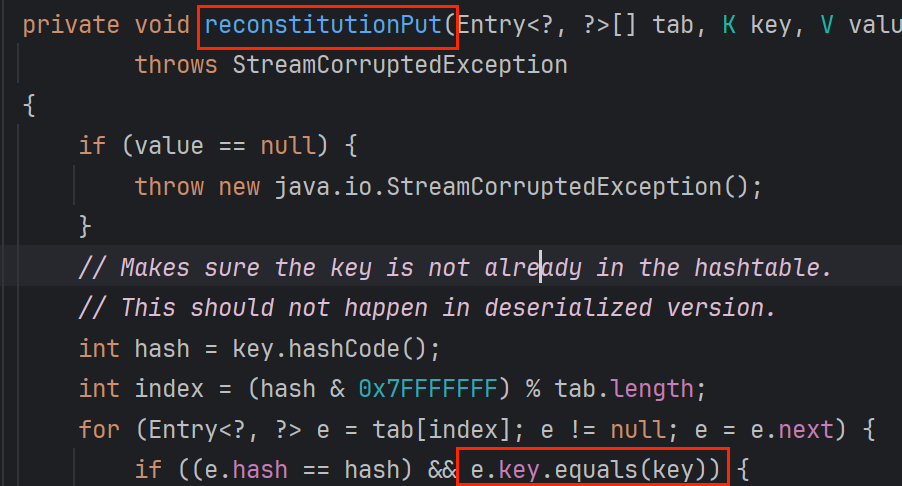 private void reconstitutionPut(Entry<?, ?>[] tab, K key, V valu
throws StreamCorruptedException
{
if (value == null) {
throw new java.io.StreamCorruptedException();
}
// Makes sure the key is not already in the hashtable.
// This should not happen in deserialized version.
int hash = key.hashCode();
int index = (hash & 0x7FFFFFFF) % tab.length;
for (Entry<?, ?> e = tab[index]; e != null; e = e.next) {
if ((e.hash == hash) && e.key.equals(key)) {